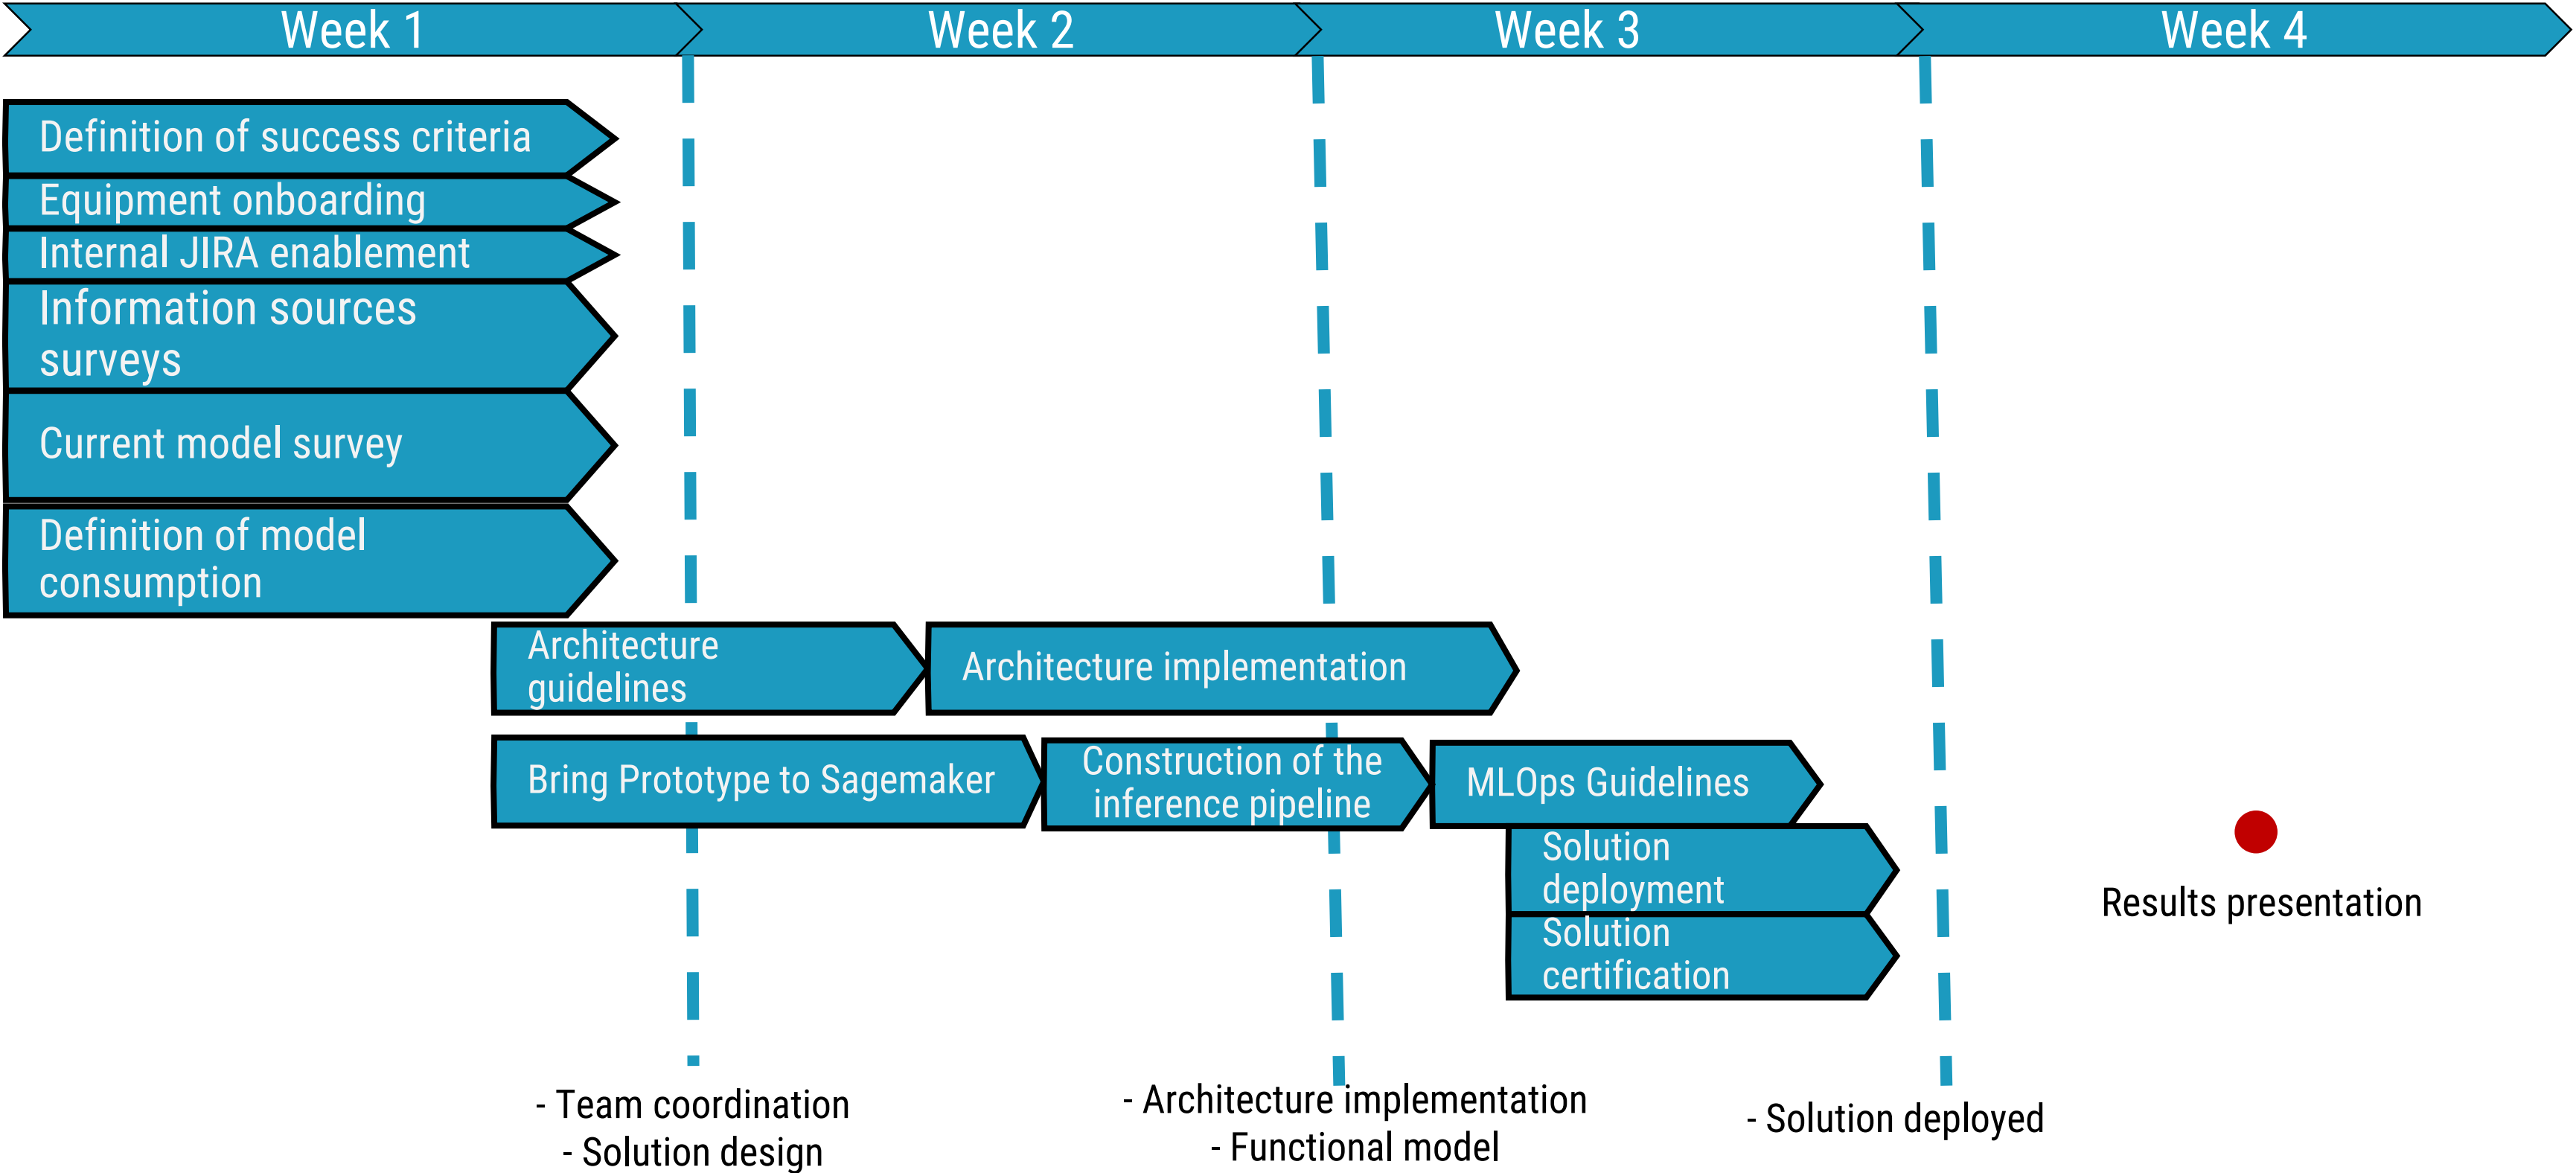 Week 1
Week 2
Week 3
Week 4
Definition of success criteria
Equipment onboarding
Internal JIRA enablement
Information sources
surveys
Current model survey
Definition of model
consumption
Architecture
guidelines
Architecture implementation
Bring Prototype to Sagemaker
Construction of the
inference pipeline
MLOps Guidelines
Solution
deployment
Solution
certification
Results presentation
- Team coordination
- Solution design
- Architecture implementation
- Functional model
- Solution deployed